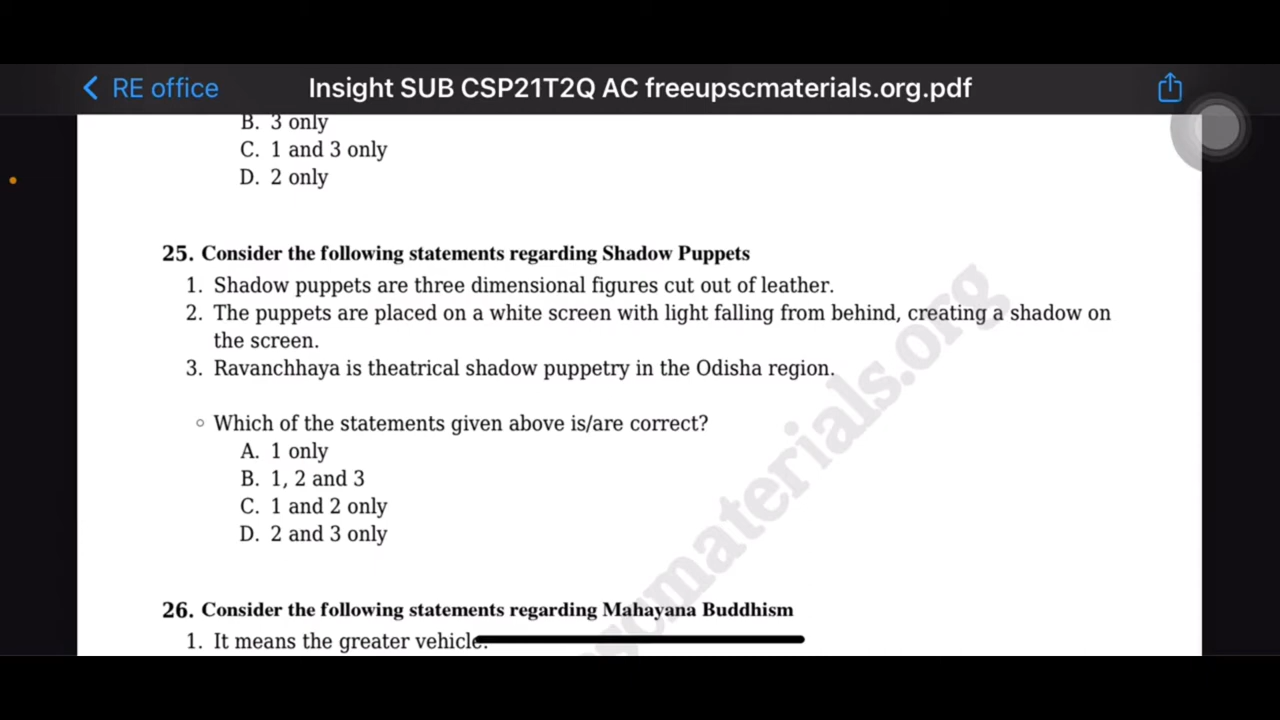 RE office
Insight SUB CSP21T2Q AC freeupscmaterials.org.pdf
B. 3 only
C. 1 and 3 only
D. 2 only
25. Consider the following statements regarding Shadow Puppets
1. Shadow puppets are three dimensional figures cut out of leather.
2. The puppets are placed on a white screen with light falling from behind, creating a shadow on
the screen.
3. Ravanchhaya is theatrical shadow puppetry in the Odisha region.
○ Which of the statements given above is/are correct?
A. 1 only
B. 1, 2 and 3
C. 1 and 2 only
D. 2 and 3 only
26. Consider the following statements regarding Mahayana Buddhism
1. It means the greater vehicle.
scmaterials.org